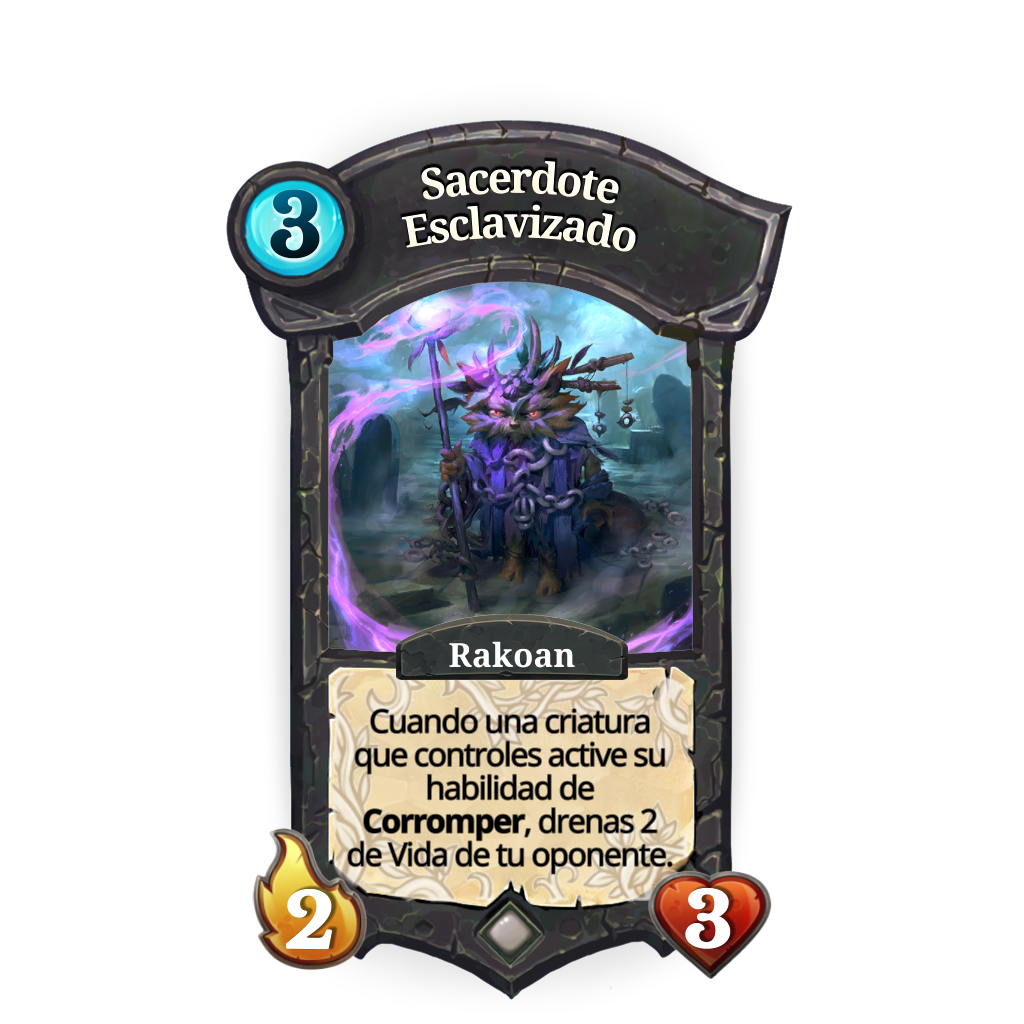 3
Sacerdote
Esclavizado
Rakoan
Cuando una criatura
que controles active su
habilidad de
Corromper, drenas 2
de Vida de tu oponente.
2
3